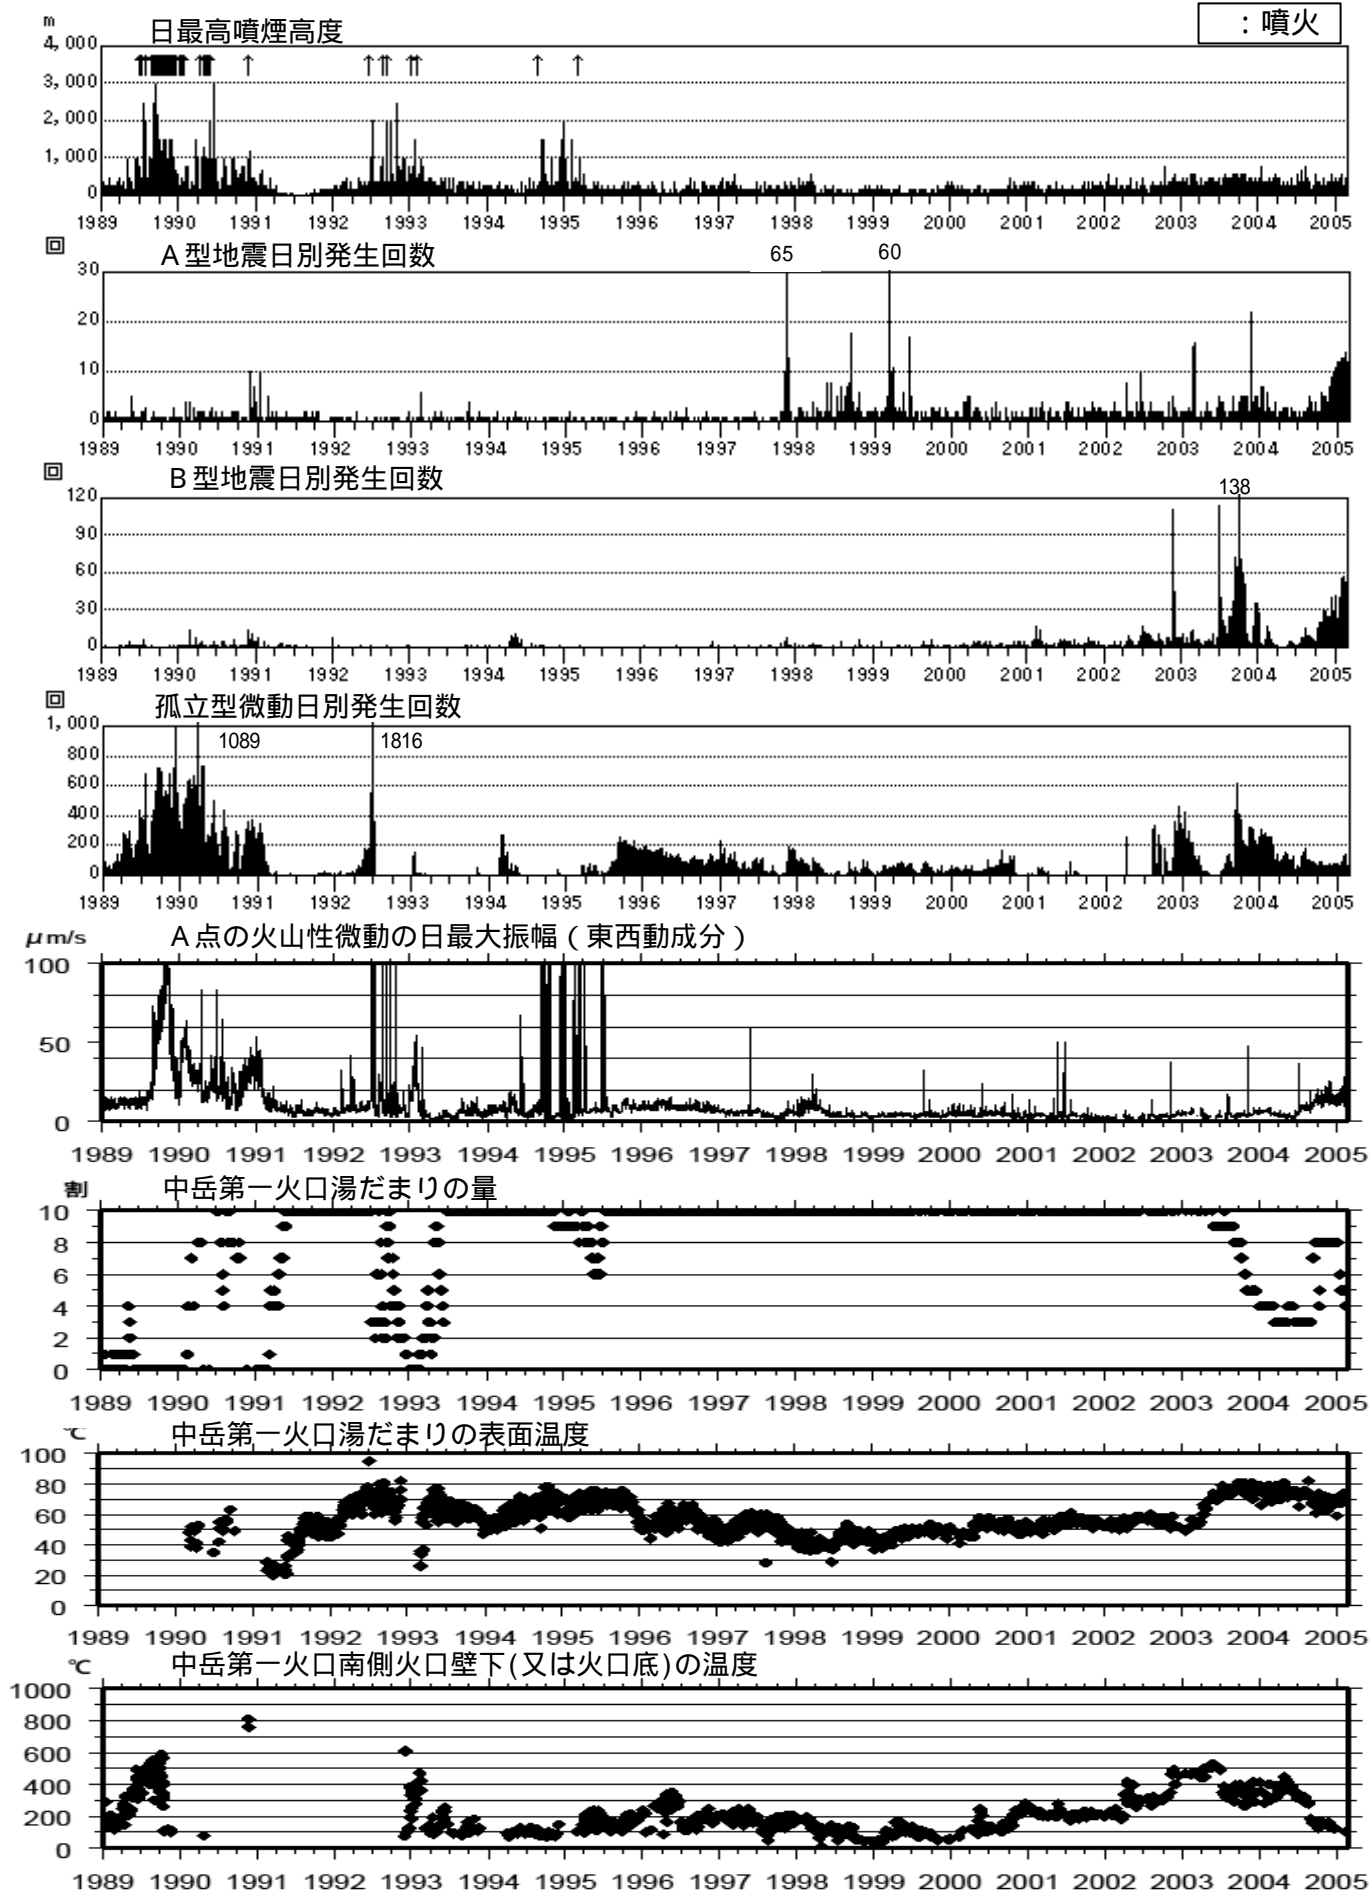 ：噴火
m 日最高噴煙高度
4,000
3,000
2,000
1,000
0
1989 1990 1991 1992 1993 1994 1995 1996 1997 1998 1999 2000 2001 2002 2003 2004 2005
回 A型地震日別発生回数
65 60
30
20
10
0
1989 1990 1991 1992 1993 1994 1995 1996 1997 1998 1999 2000 2001 2002 2003 2004 2005
回 B型地震日別発生回数
138
120
90
60
30
0
1989 1990 1991 1992 1993 1994 1995 1996 1997 1998 1999 2000 2001 2002 2003 2004 2005
回 孤立型微動日別発生回数
1,000
1089 1816
800
600
400
200
0
1989 1990 1991 1992 1993 1994 1995 1996 1997 1998 1999 2000 2001 2002 2003 2004 2005
μm/s A点の火山性微動の日最大振幅（東西動成分）
100
50
0
1989 1990 1991 1992 1993 1994 1995 1996 1997 1998 1999 2000 2001 2002 2003 2004 2005
割 中岳第一火口湯だまりの量
10
8
6
4
2
0
1989 1990 1991 1992 1993 1994 1995 1996 1997 1998 1999 2000 2001 2002 2003 2004 2005
℃ 中岳第一火口湯だまりの表面温度
100
80
60
40
20
0
1989 1990 1991 1992 1993 1994 1995 1996 1997 1998 1999 2000 2001 2002 2003 2004 2005
℃ 中岳第一火口南側火口壁下(又は火口底)の温度
1000
800
600
400
200
0
1989 1990 1991 1992 1993 1994 1995 1996 1997 1998 1999 2000 2001 2002 2003 2004 2005